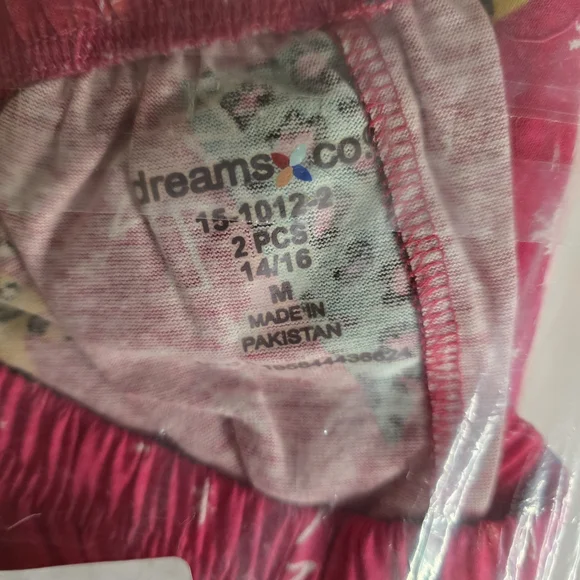 dreams co.
15-1012-2
2 PCS
14/16
M
MADE IN
PAKISTAN